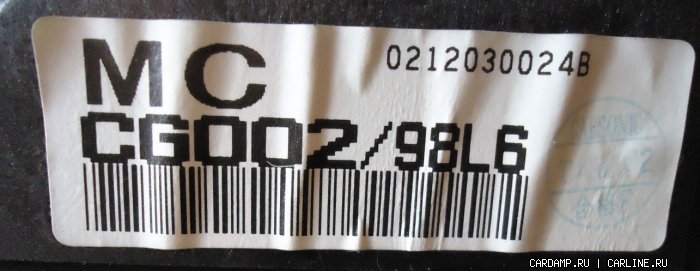 MC
0212030024B
CG002/98L6
CARDAMP.RU | CARLINE.RU